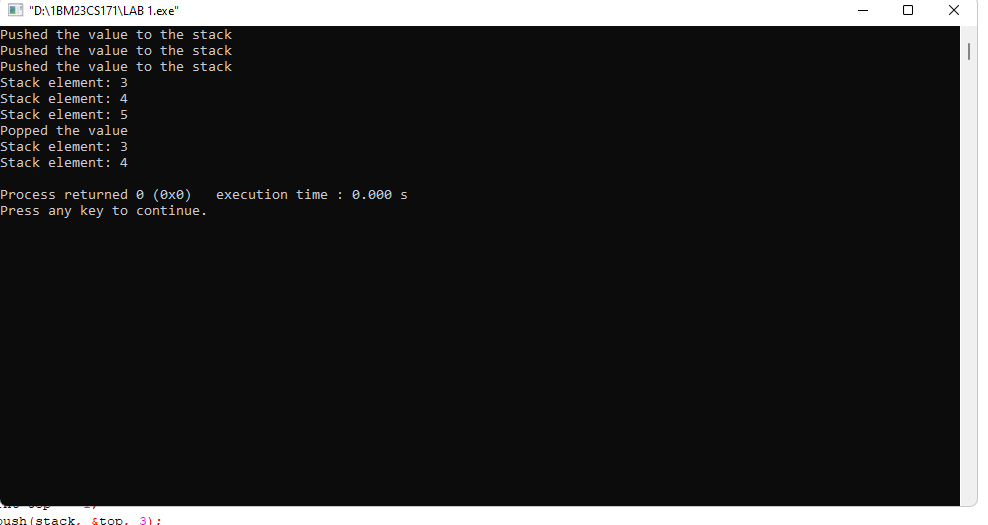 "D:\1BM23CS171\LAB 1.exe"
Pushed the value to the stack
Pushed the value to the stack
Pushed the value to the stack
Stack element: 3
Stack element: 4
Stack element: 5
Popped the value
Stack element: 3
Stack element: 4
Process returned 0 (0x0)   execution time : 0.000 s
Press any key to continue.
push(stack, &top, 3);